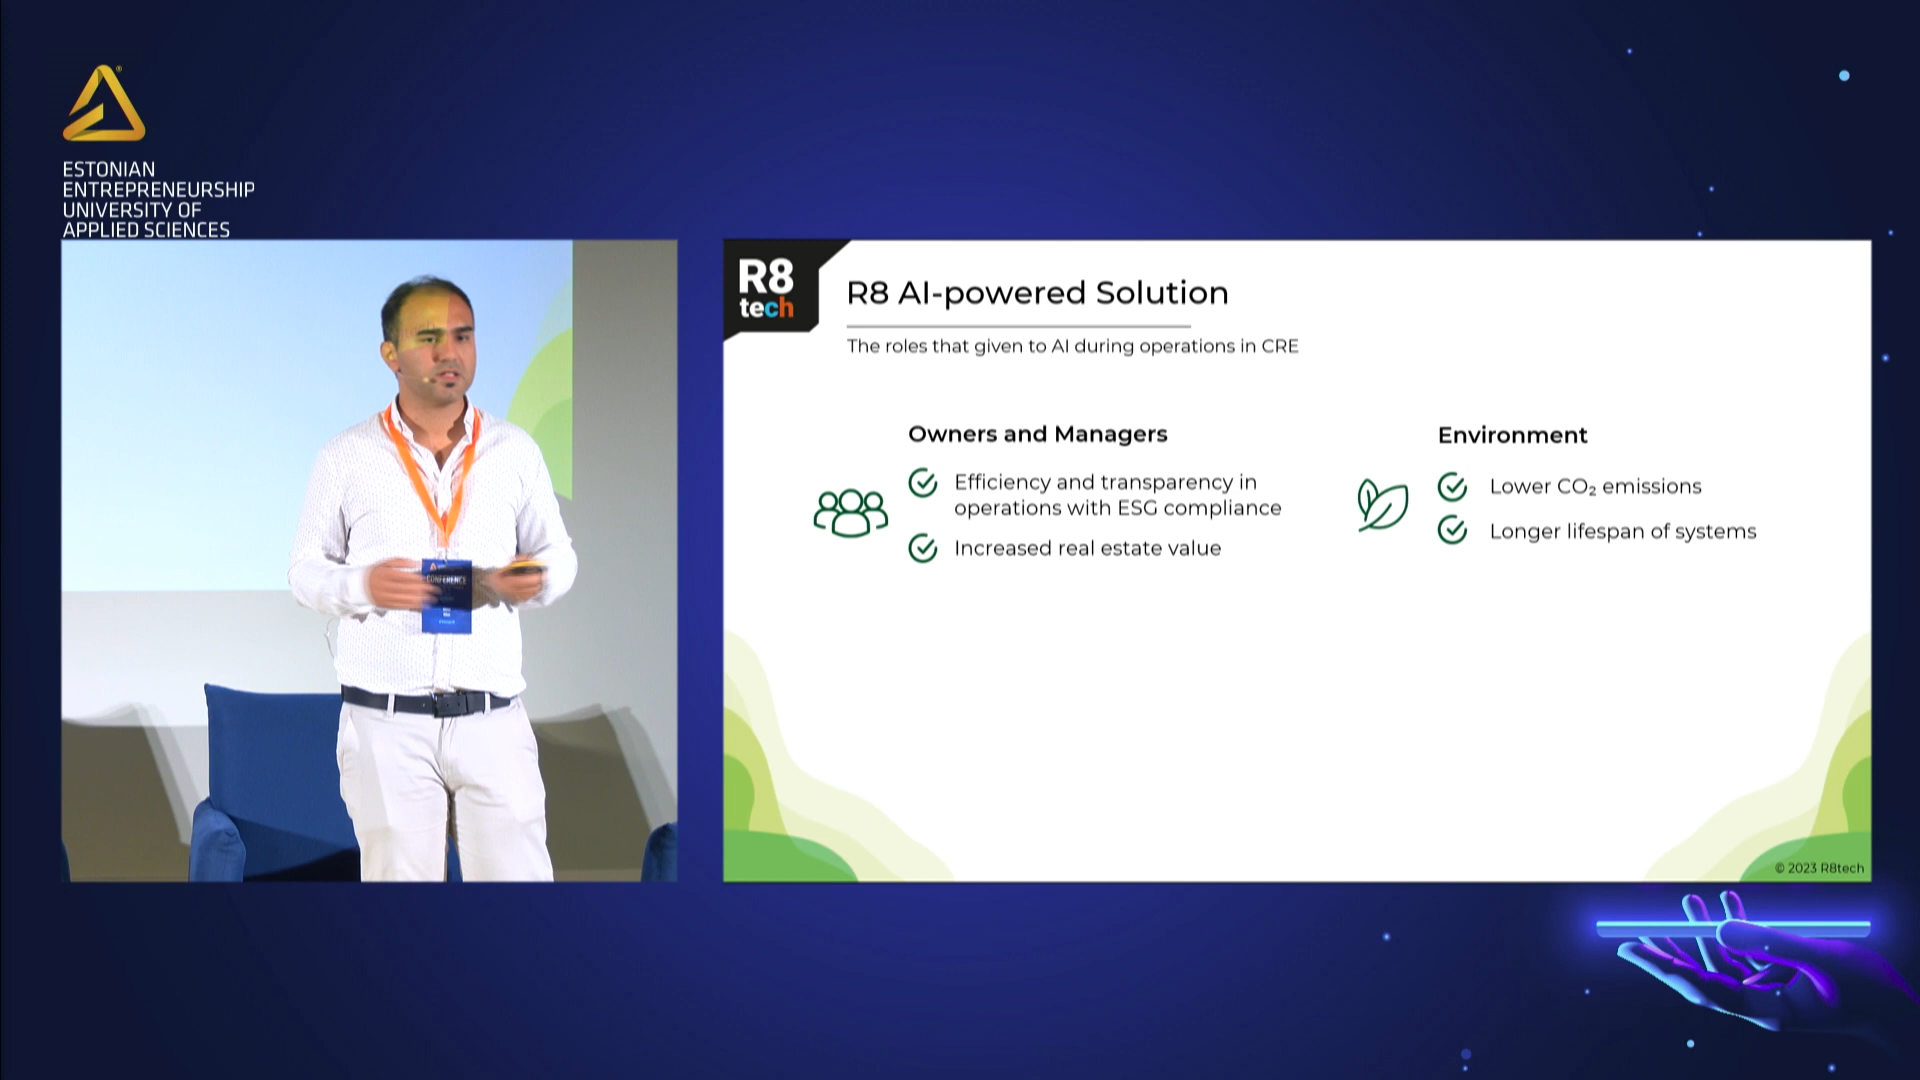 ESTONIAN
ENTREPRENEURSHIP
UNIVERSITY OF
APPLIED SCIENCES
CONFERENCE
R8
tech
R8 AI-powered Solution
The roles that given to AI during operations in CRE
Owners and Managers
Efficiency and transparency in
operations with ESG compliance
Increased real estate value
Environment
Lower CO₂ emissions
Longer lifespan of systems
© 2023 R8tech